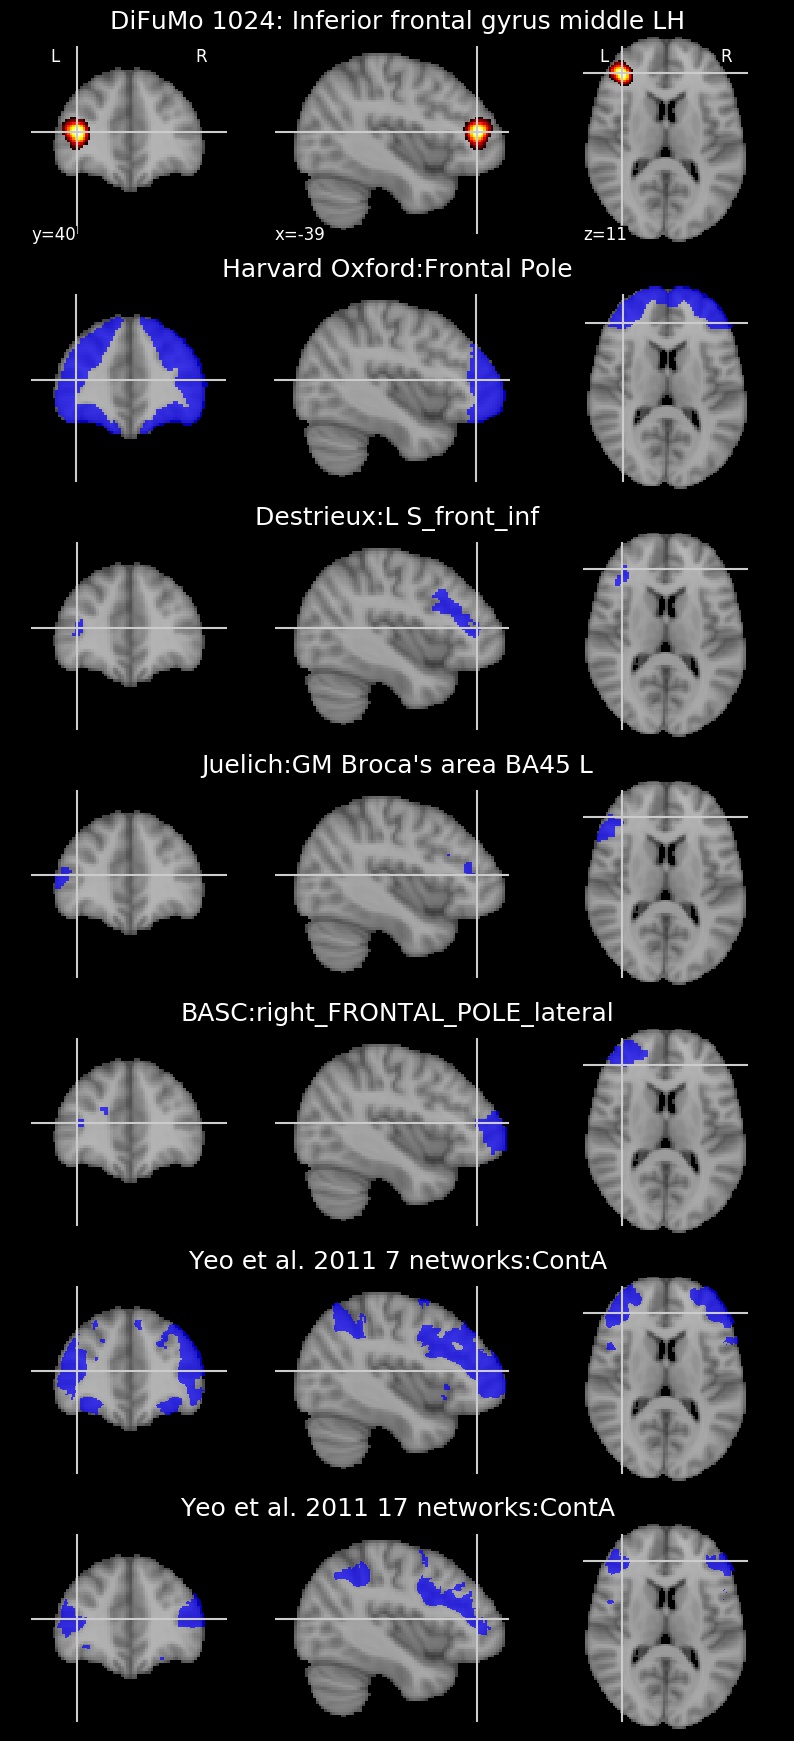 DiFuMo 1024: Inferior frontal gyrus middle LH
L R L R
y=40 x=-39 z=11
Harvard Oxford:Frontal Pole
Destrieux:L S_front_inf
Juelich:GM Broca's area BA45 L
BASC:right_FRONTAL_POLE_lateral
Yeo et al. 2011 7 networks:ContA
Yeo et al. 2011 17 networks:ContA